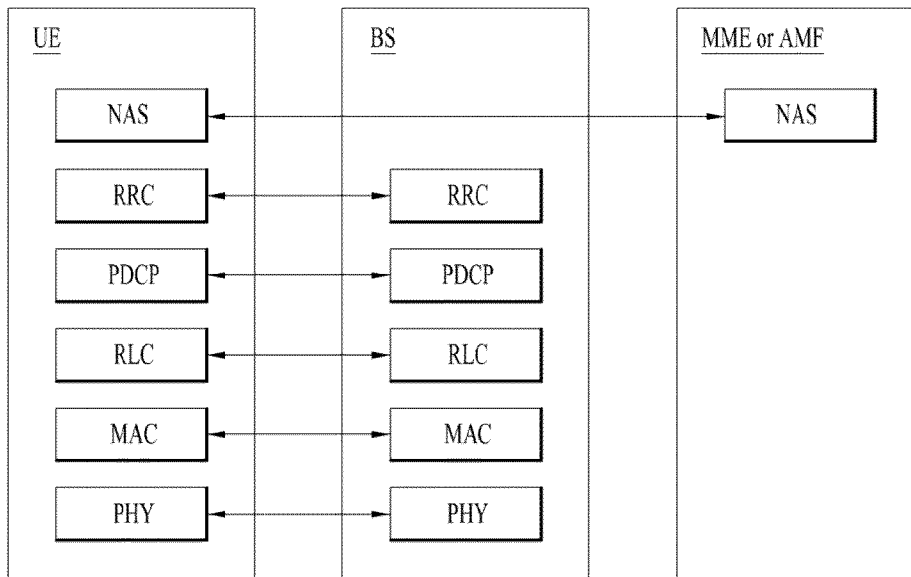 UE
BS
MME or AMF
NAS
NAS
RRC
RRC
PDCP
PDCP
RLC
RLC
MAC
MAC
PHY
PHY